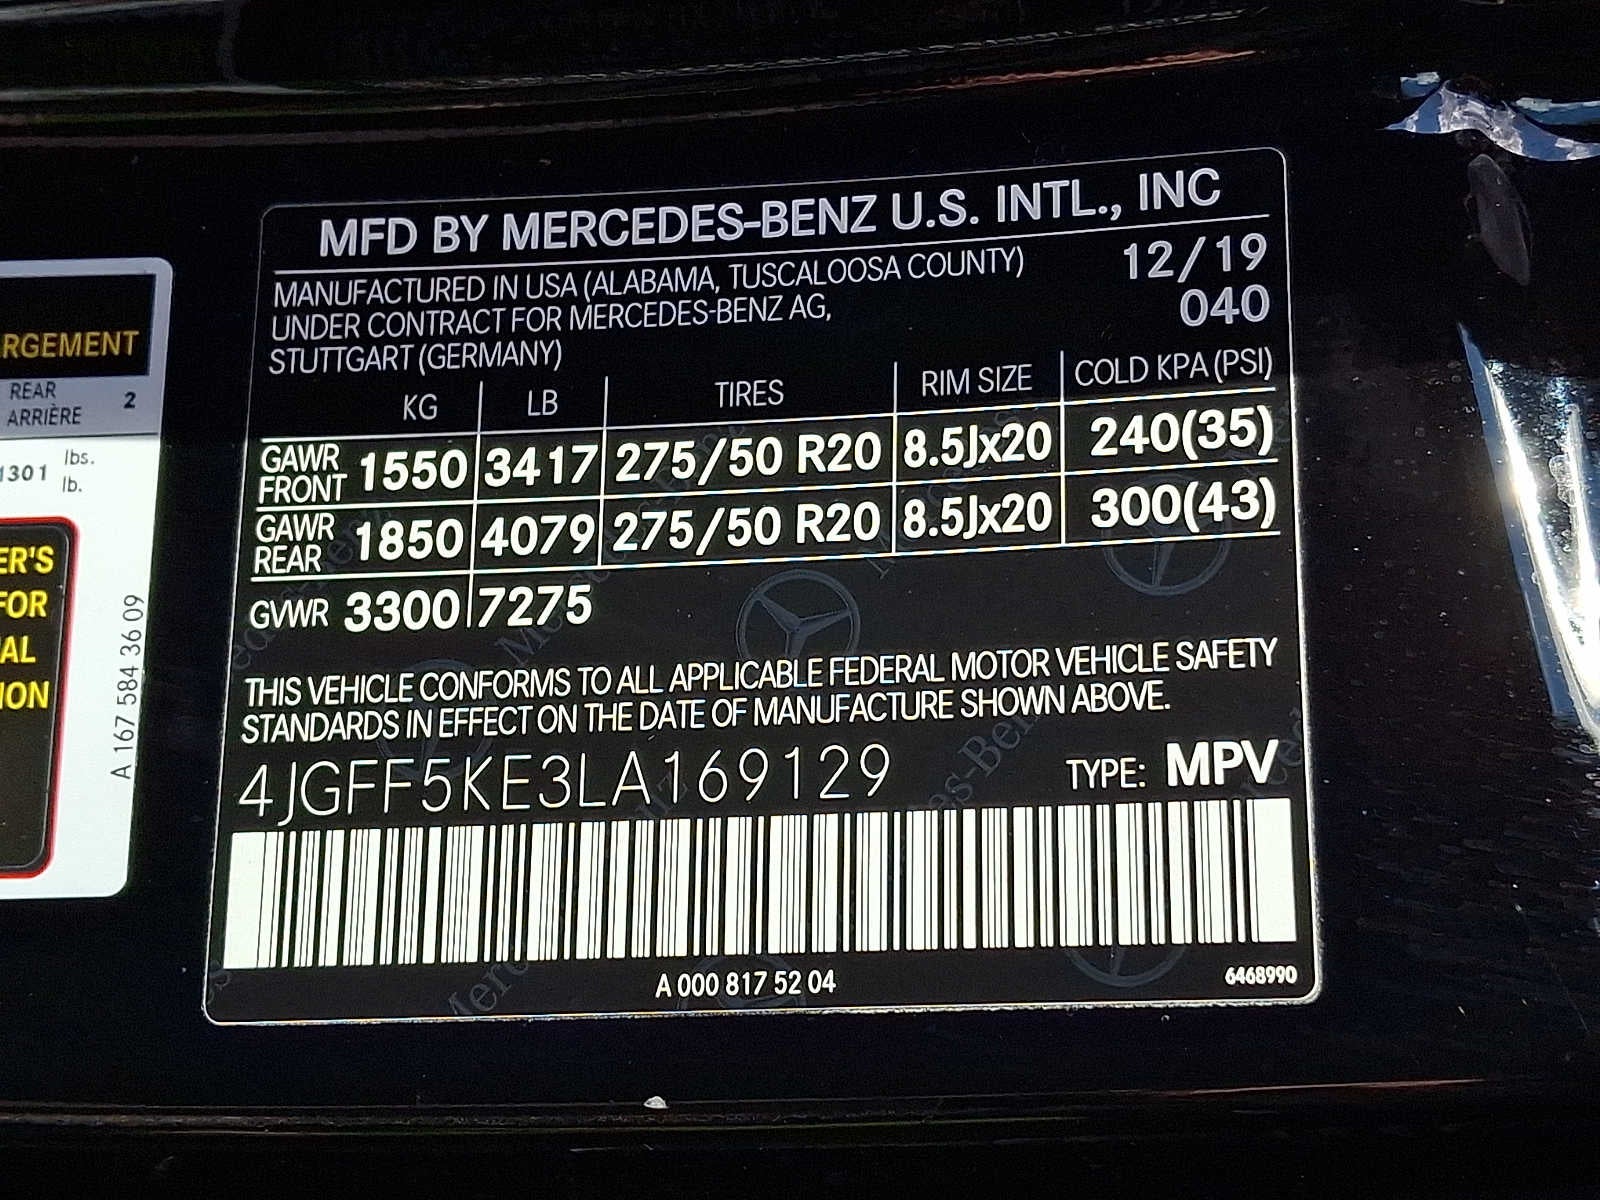 RGEMENT
REAR
ARRIÈRE 2
1301 lbs.
lb.
ER'S
FOR
AL
ION
A 167 584 36 09
MFD BY MERCEDES-BENZ U.S. INTL., INC
MANUFACTURED IN USA (ALABAMA, TUSCALOOSA COUNTY) 12/19
UNDER CONTRACT FOR MERCEDES-BENZ AG, 040
STUTTGART (GERMANY)
KG LB TIRES RIM SIZE COLD KPA (PSI)
GAWR FRONT 1550 3417 275/50 R20 8.5Jx20 240(35)
GAWR REAR 1850 4079 275/50 R20 8.5Jx20 300(43)
GVWR 3300 7275
THIS VEHICLE CONFORMS TO ALL APPLICABLE FEDERAL MOTOR VEHICLE SAFETY
STANDARDS IN EFFECT ON THE DATE OF MANUFACTURE SHOWN ABOVE.
4JGFF5KE3LA169129 TYPE: MPV
A 000 817 52 04 6468990